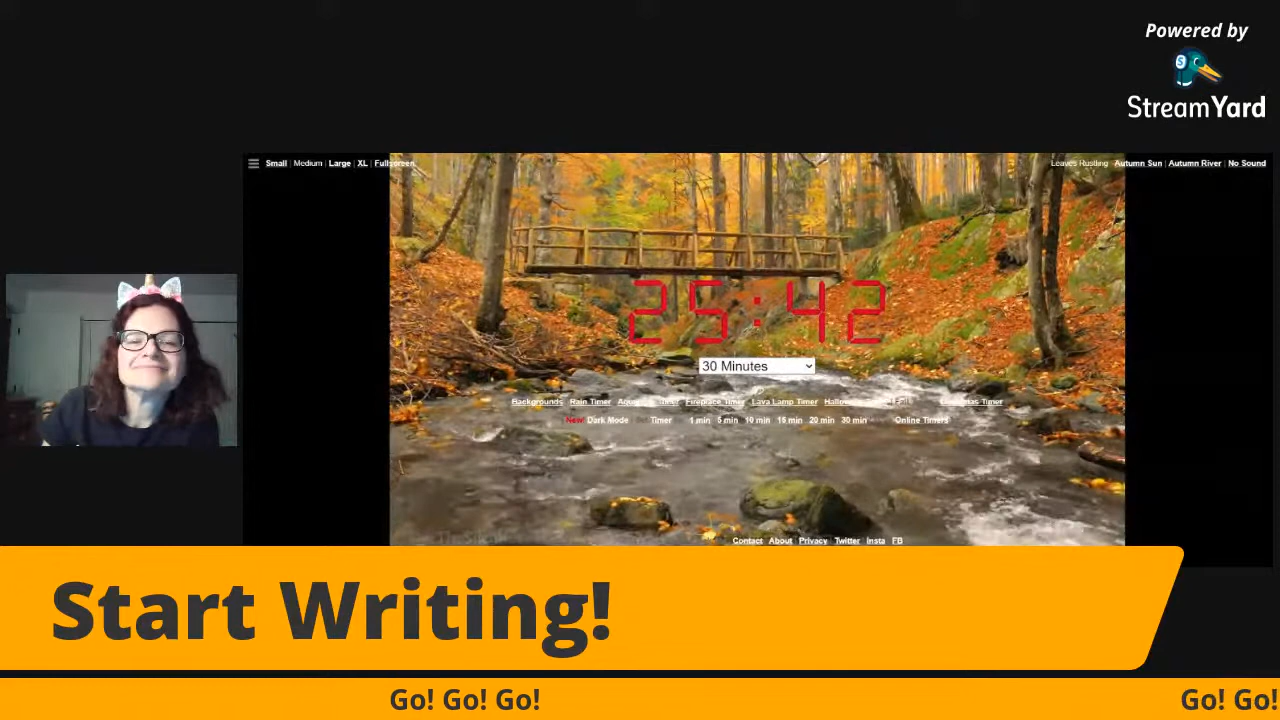 Powered by
StreamYard
Small | Medium | Large | XL | Fullscreen
Leaves Rustling Autumn Sun | Autumn River | No Sound
25:42
30 Minutes
Backgrounds Rain Timer Timer Fireplace Timer Lava Lamp Timer Christmas Timer
New! Dark Mode Timer 1 min 5 min 10 min 15 min 20 min 30 min Online Timers
Contact About Privacy Twitter Insta FB
Start Writing!
Go! Go! Go! Go! Go!